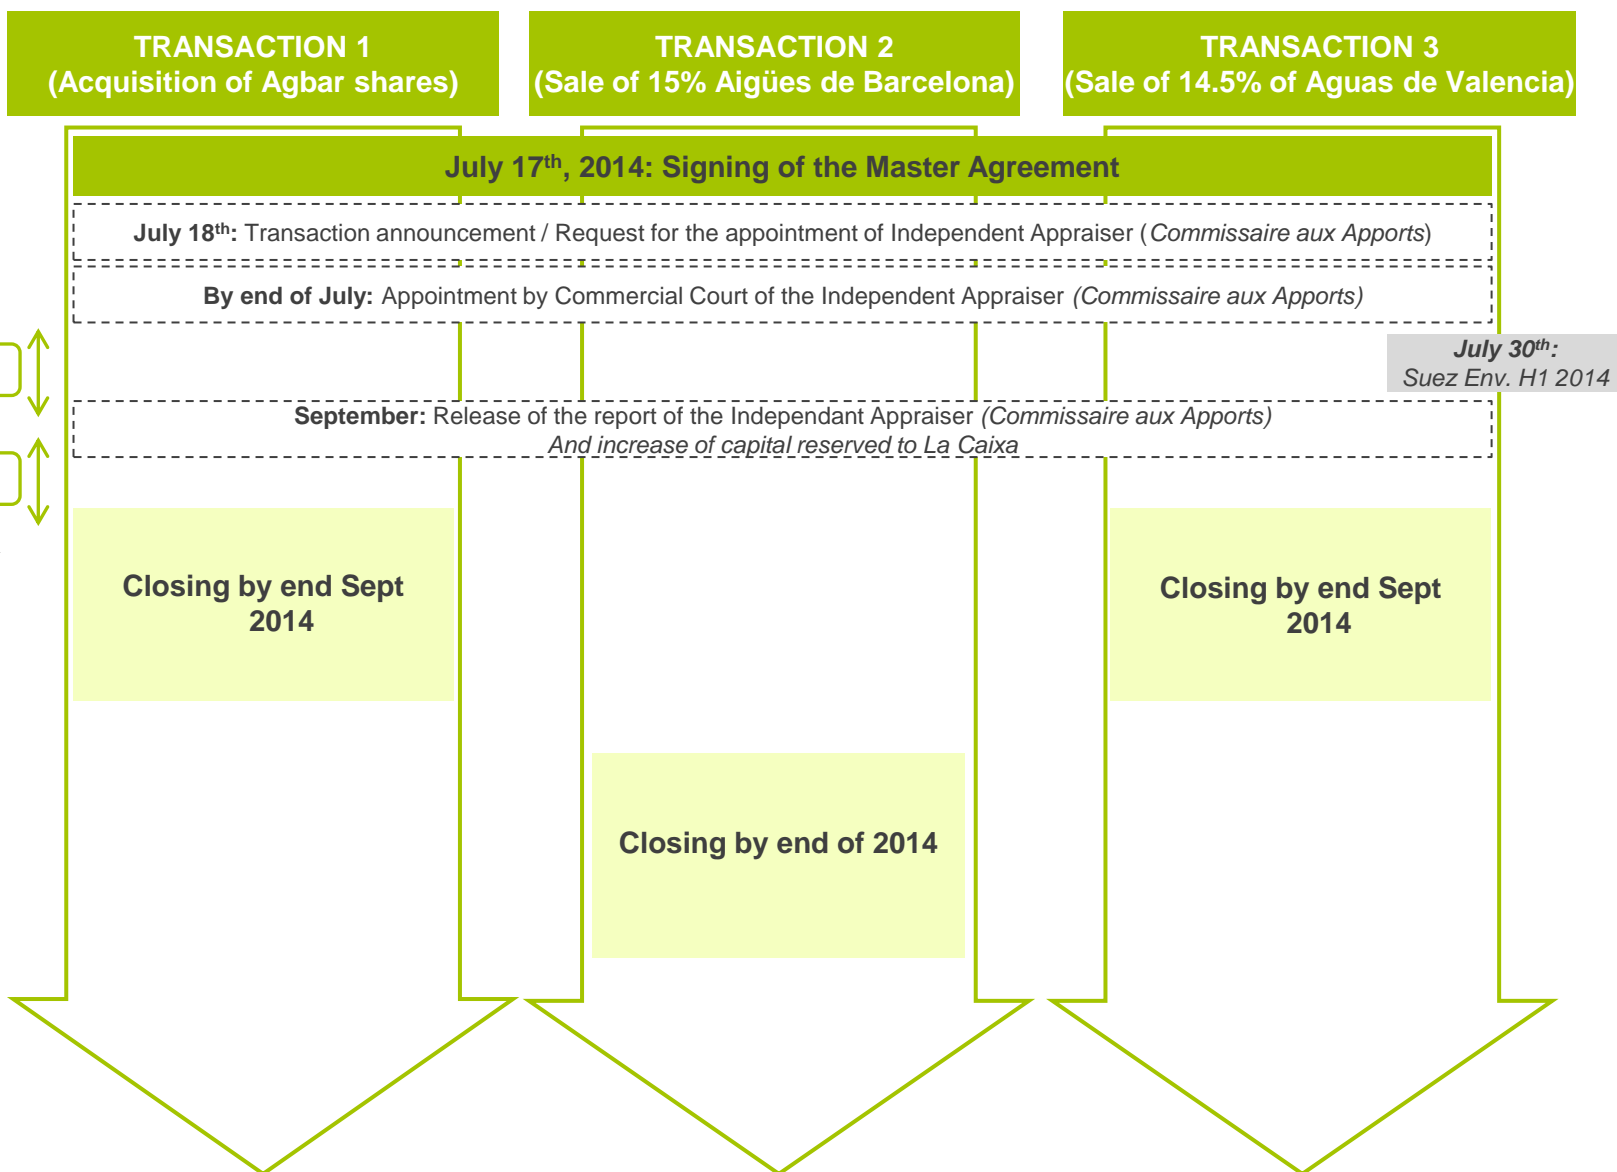 TRANSACTION 1
(Acquisition of Agbar shares)
TRANSACTION 2
(Sale of 15% Aigües de Barcelona)
TRANSACTION 3
(Sale of 14.5% of Aguas de Valencia)
July 17th, 2014: Signing of the Master Agreement
July 18th: Transaction announcement / Request for the appointment of Independent Appraiser (Commissaire aux Apports)
By end of July: Appointment by Commercial Court of the Independent Appraiser (Commissaire aux Apports)
July 30th:
Suez Env. H1 2014
September: Release of the report of the Independant Appraiser (Commissaire aux Apports)
And increase of capital reserved to La Caixa
Closing by end Sept
2014
Closing by end Sept
2014
Closing by end of 2014